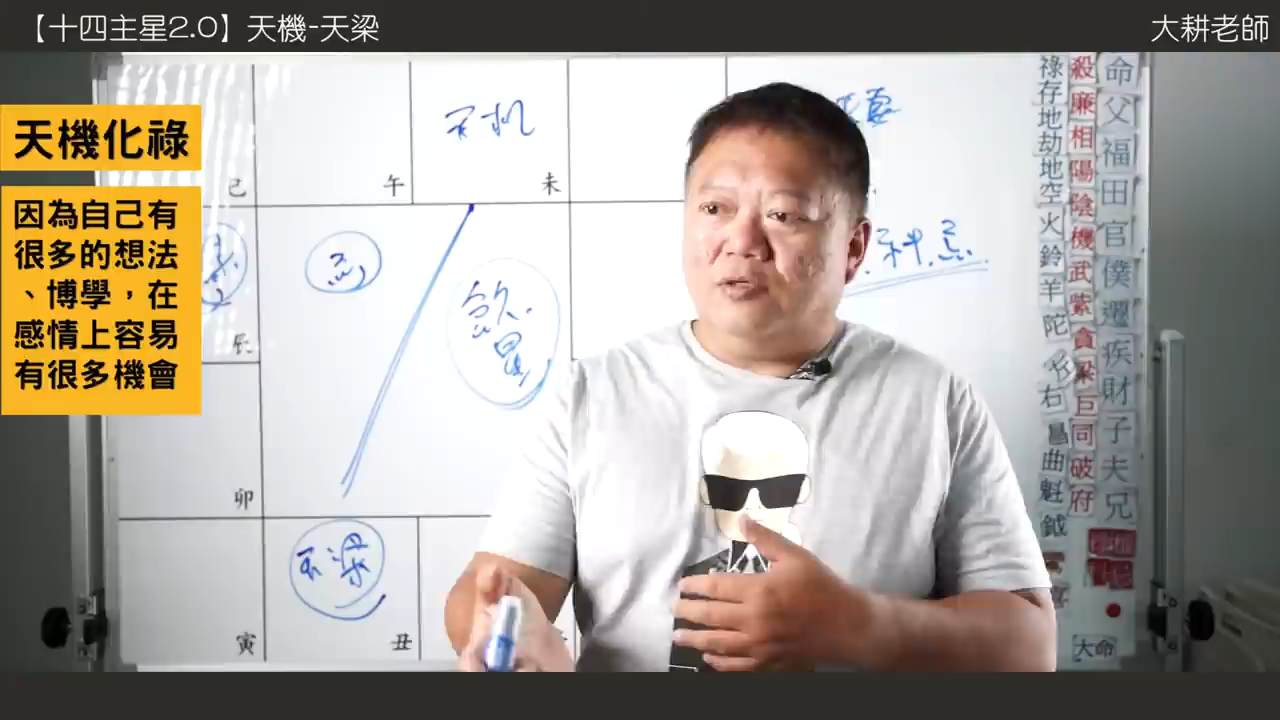 【十四主星2.0】天機-天梁
大耕老師
天機化祿
因為自己有
很多的想法
、博學，在
感情上容易
有很多機會
天机
巳
午
未
辰
卯
寅
丑
天梁
煞
星
科.忌.
命父福田官僕遷疾財子夫兄
殺廉相陽陰機武紫貪梁巨同破府
祿存地劫地空火鈴羊陀左右昌曲魁鉞
大命